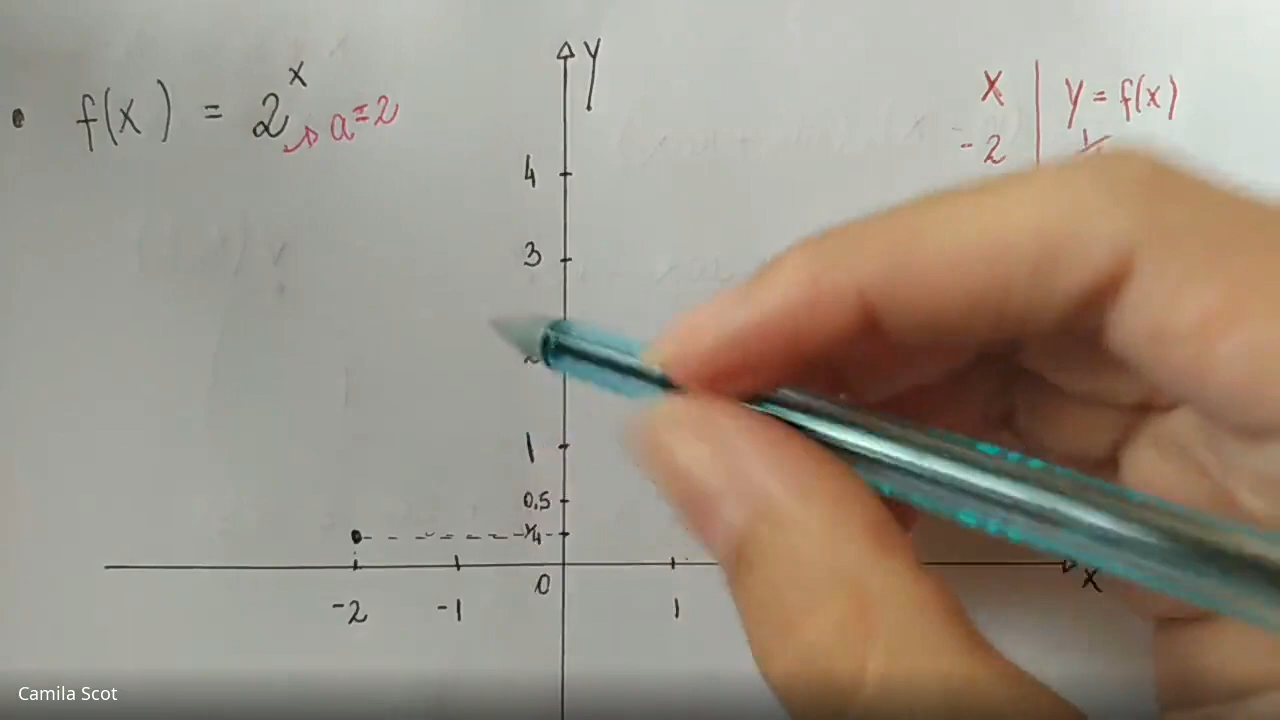 • f(x) = 2^x → a=2
y
x | y = f(x)
-2
4
3
1
0,5
1/4
0
x
-2 -1 1
Camila Scot